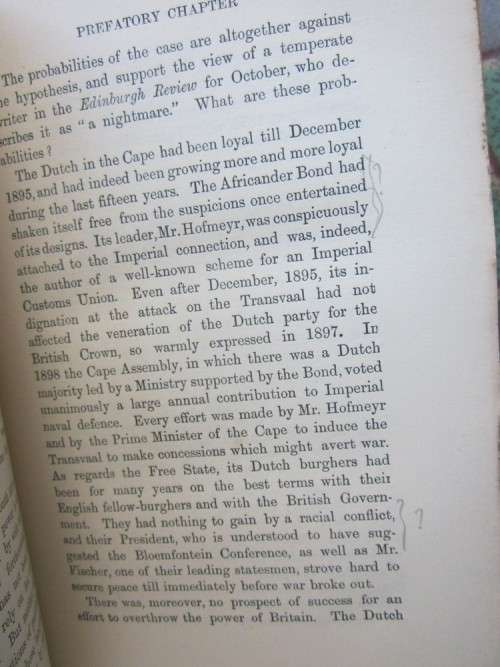 PREFATORY CHAPTER
The probabilities of the case are altogether against
hypothesis, and support the view of a temperate
writer in the Edinburgh Review for October, who de-
scribes it as "a nightmare." What are these prob-
abilities?
The Dutch in the Cape had been loyal till December
1895, and had indeed been growing more and more loyal
during the last fifteen years. The Africander Bond had
shaken itself free from the suspicions once entertained
of its designs. Its leader, Mr. Hofmeyr, was conspicuously
attached to the Imperial connection, and was, indeed,
the author of a well-known scheme for an Imperial
Customs Union. Even after December, 1895, its in-
dignation at the attack on the Transvaal had not
affected the veneration of the Dutch party for the
British Crown, so warmly expressed in 1897. In
1898 the Cape Assembly, in which there was a Dutch
majority led by a Ministry supported by the Bond, voted
unanimously a large annual contribution to Imperial
naval defence. Every effort was made by Mr. Hofmeyr
and by the Prime Minister of the Cape to induce the
Transvaal to make concessions which might avert war.
As regards the Free State, its Dutch burghers had
been for many years on the best terms with their
English fellow-burghers and with the British Govern-
ment. They had nothing to gain by a racial conflict,
and their President, who is understood to have sug-
gested the Bloemfontein Conference, as well as Mr.
Fischer, one of their leading statesmen, strove hard to
secure peace till immediately before war broke out.
There was, moreover, no prospect of success for an
effort to overthrow the power of Britain. The Dutch
?
?